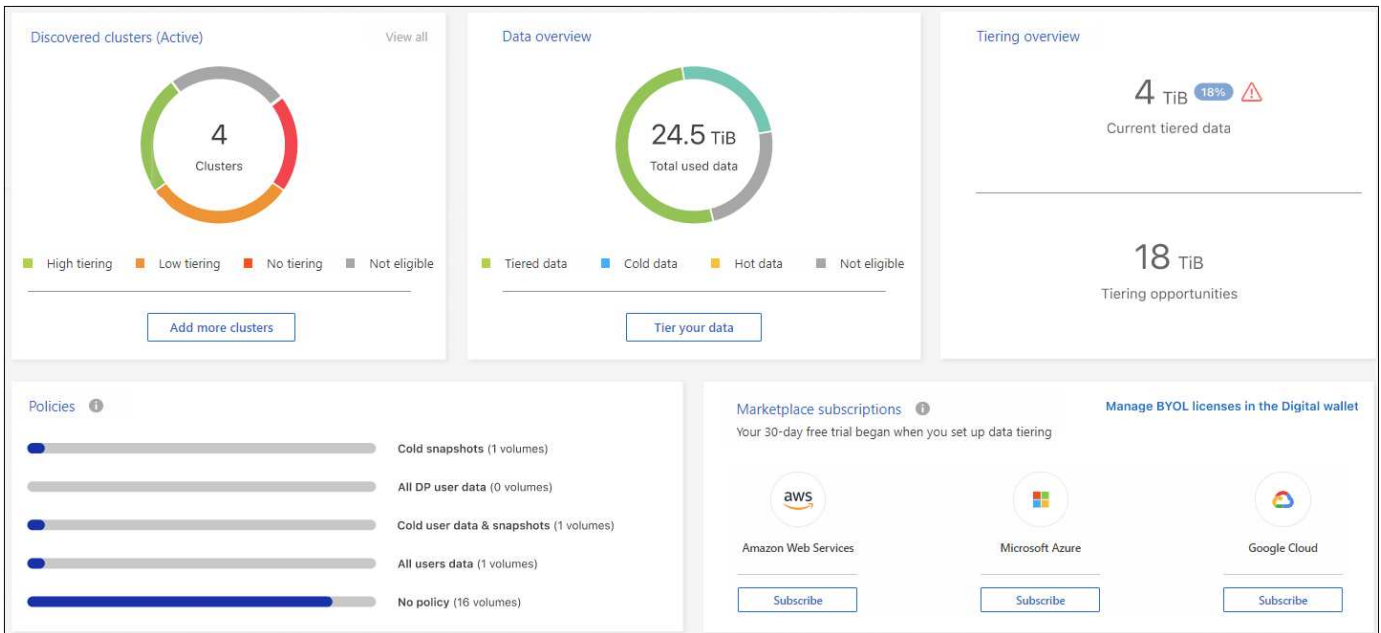 Discovered clusters (Active)
View all
4
Clusters
High tiering
Low tiering
No tiering
Not eligible
Add more clusters
Data overview
24.5 TiB
Total used data
Tiered data
Cold data
Hot data
Not eligible
Tier your data
Tiering overview
4 TiB 18%
Current tiered data
18 TiB
Tiering opportunities
Policies
Cold snapshots (1 volumes)
All DP user data (0 volumes)
Cold user data & snapshots (1 volumes)
All users data (1 volumes)
No policy (16 volumes)
Marketplace subscriptions
Manage BYOL licenses in the Digital wallet
Your 30-day free trial began when you set up data tiering
aws
Amazon Web Services
Subscribe
Microsoft Azure
Subscribe
Google Cloud
Subscribe